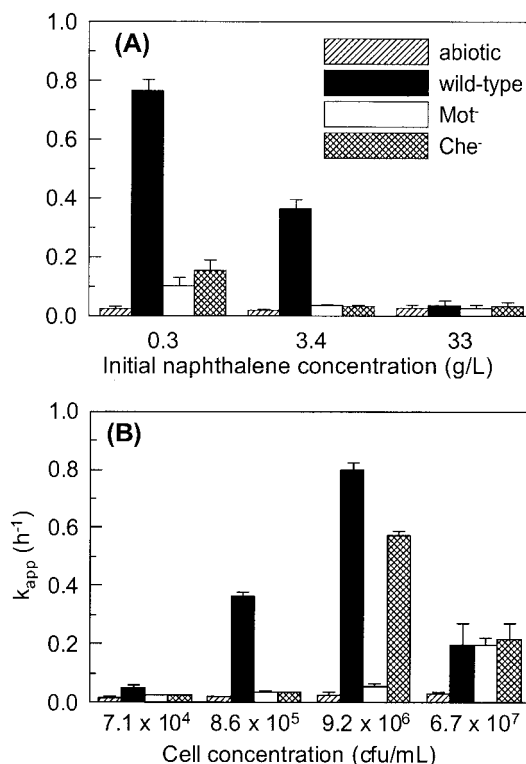 (A)
abiotic
wild-type
Mot⁻
Che⁻
1.0
0.8
0.6
0.4
0.2
0.0
0.3 3.4 33
Initial naphthalene concentration (g/L)
(B)
1.0
0.8
0.6
0.4
0.2
0.0
k_app (h⁻¹)
7.1 x 10⁴ 8.6 x 10⁵ 9.2 x 10⁶ 6.7 x 10⁷
Cell concentration (cfu/mL)